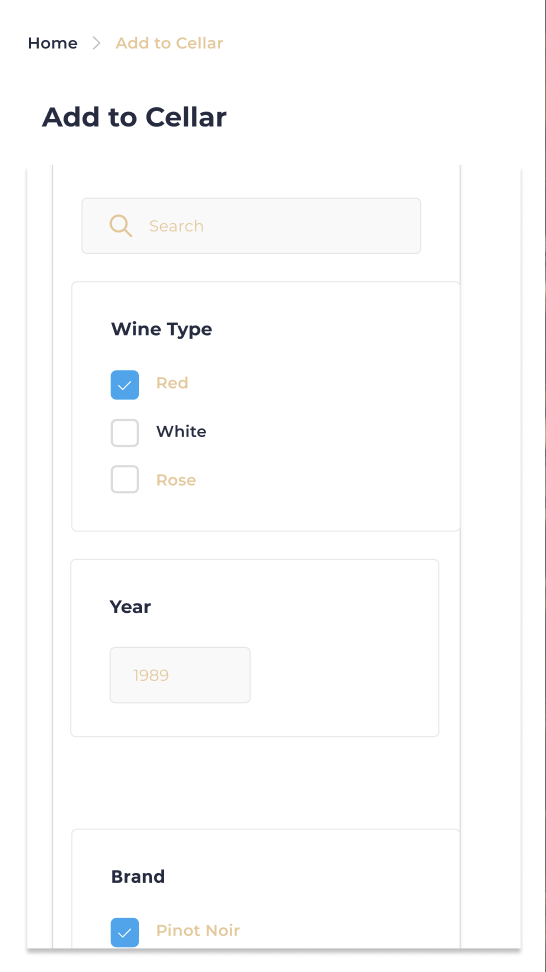 Home > Add to Cellar
Add to Cellar
Search
Wine Type
Red
White
Rose
Year
1989
Brand
Pinot Noir